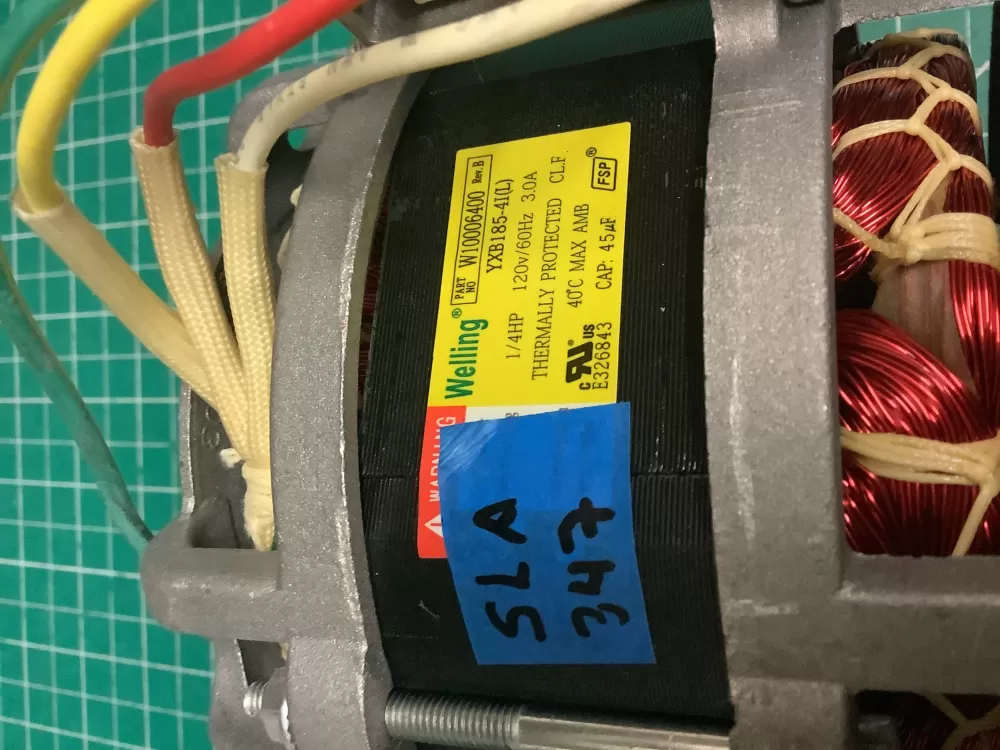 PART NO W10006400 Rev.B
Welling®
YXB185-4I(L)
1/4HP 120v/60Hz 3.0A
THERMALLY PROTECTED CL.F
40°C MAX AMB
CAP: 45μF
FSP®
c US
E326843
WARNING
SLA
347